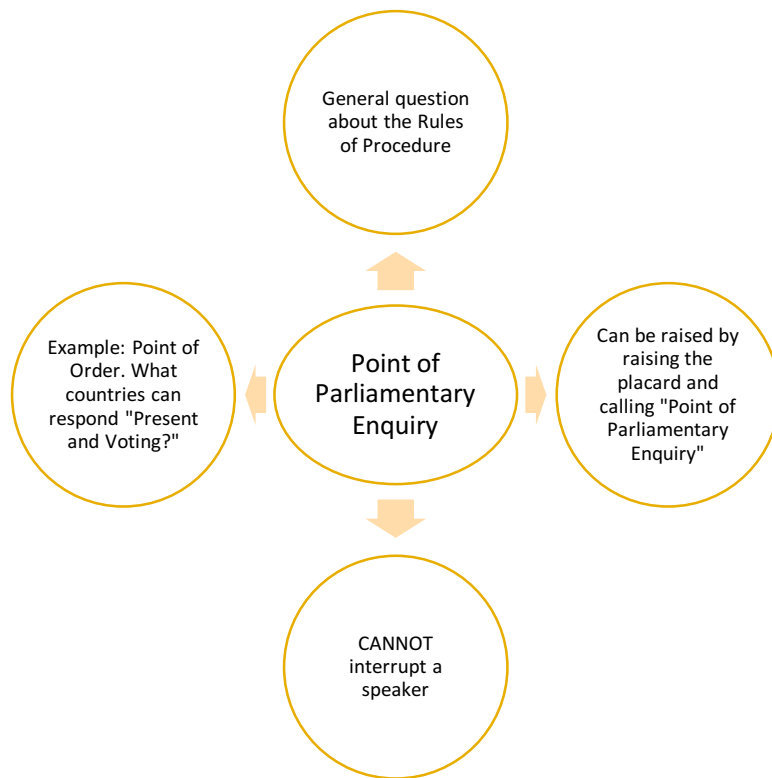 General question
about the Rules
of Procedure
Example: Point of
Order. What
countries can
respond "Present
and Voting?"
Point of
Parliamentary
Enquiry
Can be raised by
raising the
placard and
calling "Point of
Parliamentary
Enquiry"
CANNOT
interrupt a
speaker